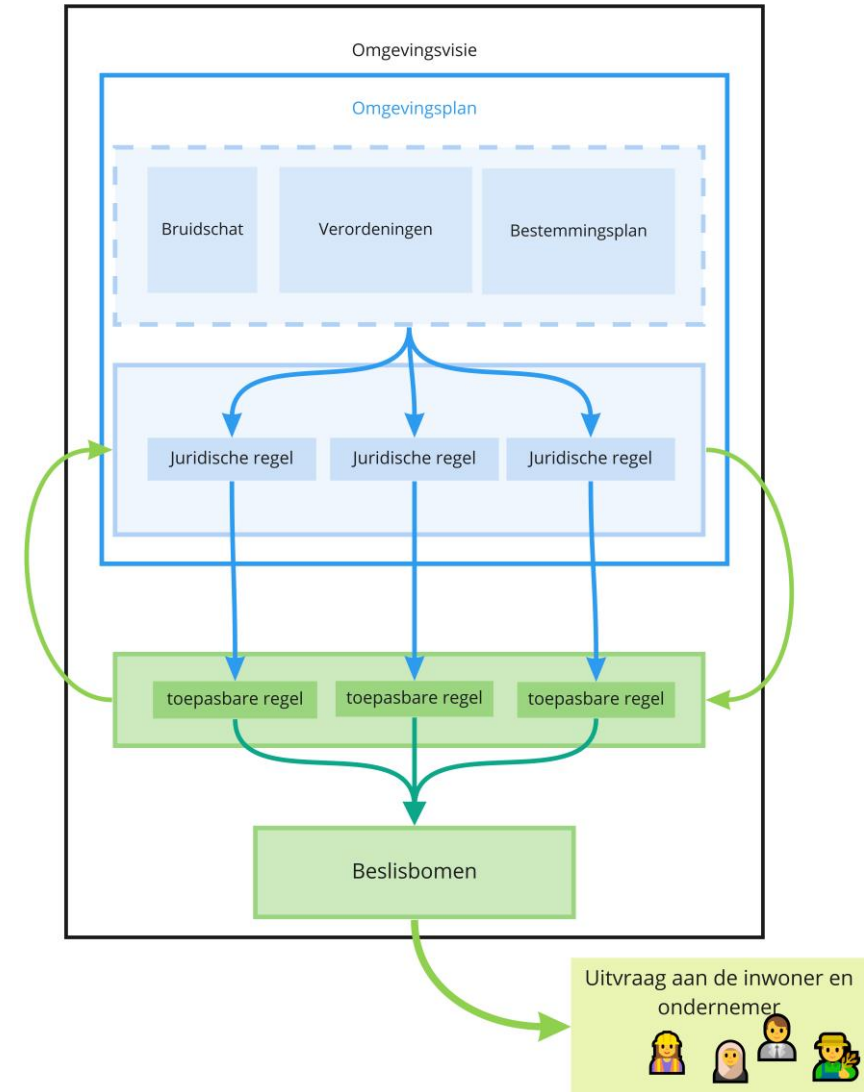 Omgevingsvisie
Omgevingsplan
Bruidschat
Verordeningen
Bestemmingsplan
Juridische regel
Juridische regel
Juridische regel
toepasbare regel
toepasbare regel
toepasbare regel
Beslisbomen
Uitvraag aan de inwoner en
ondernemer